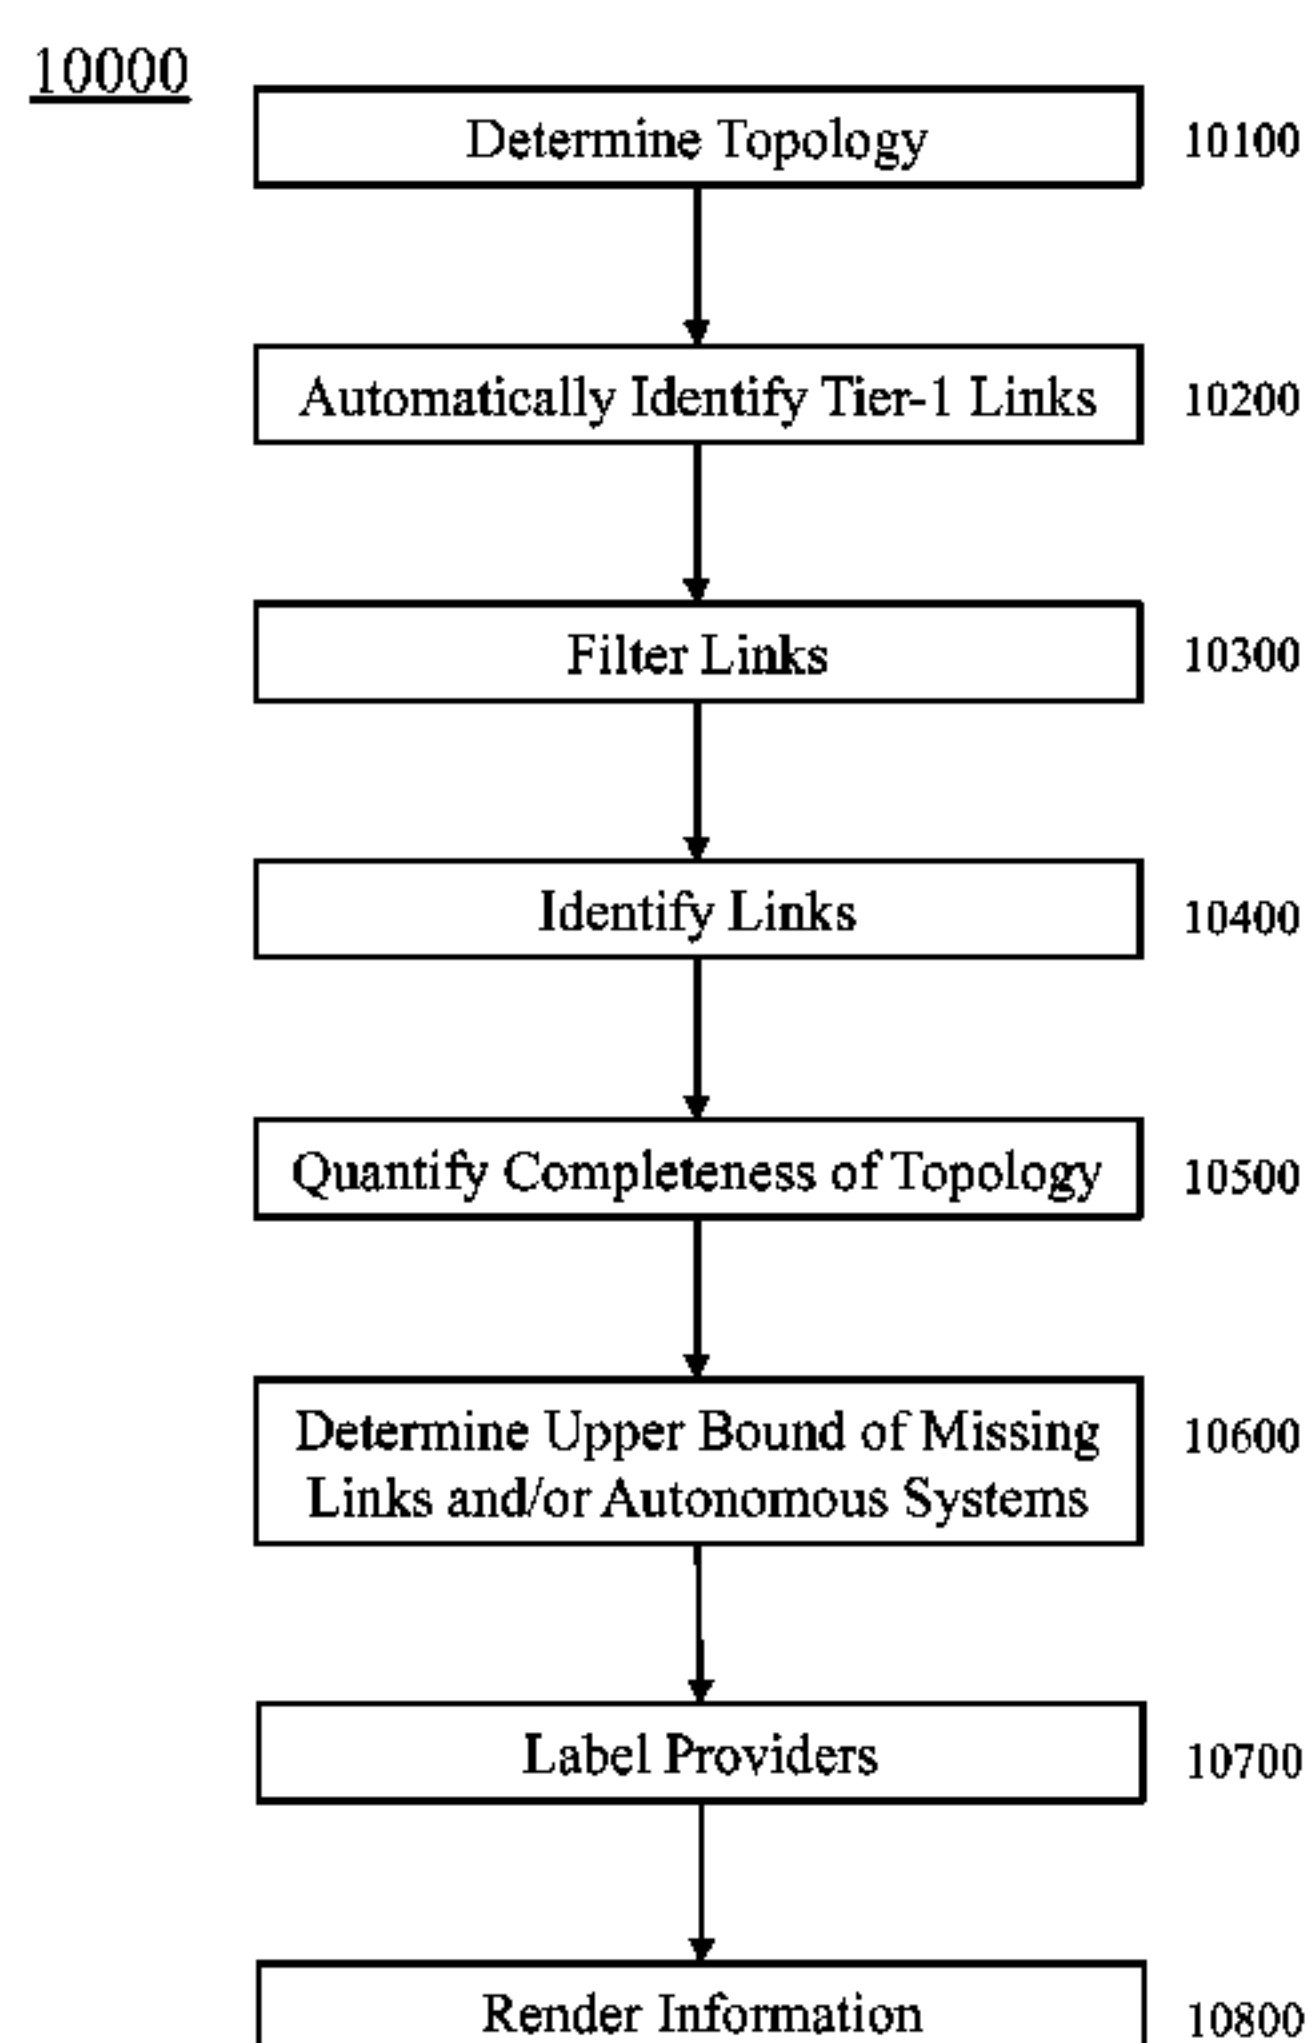 10000
Determine Topology 10100
Automatically Identify Tier-1 Links 10200
Filter Links 10300
Identify Links 10400
Quantify Completeness of Topology 10500
Determine Upper Bound of Missing 10600
Links and/or Autonomous Systems
Label Providers 10700
Render Information 10800